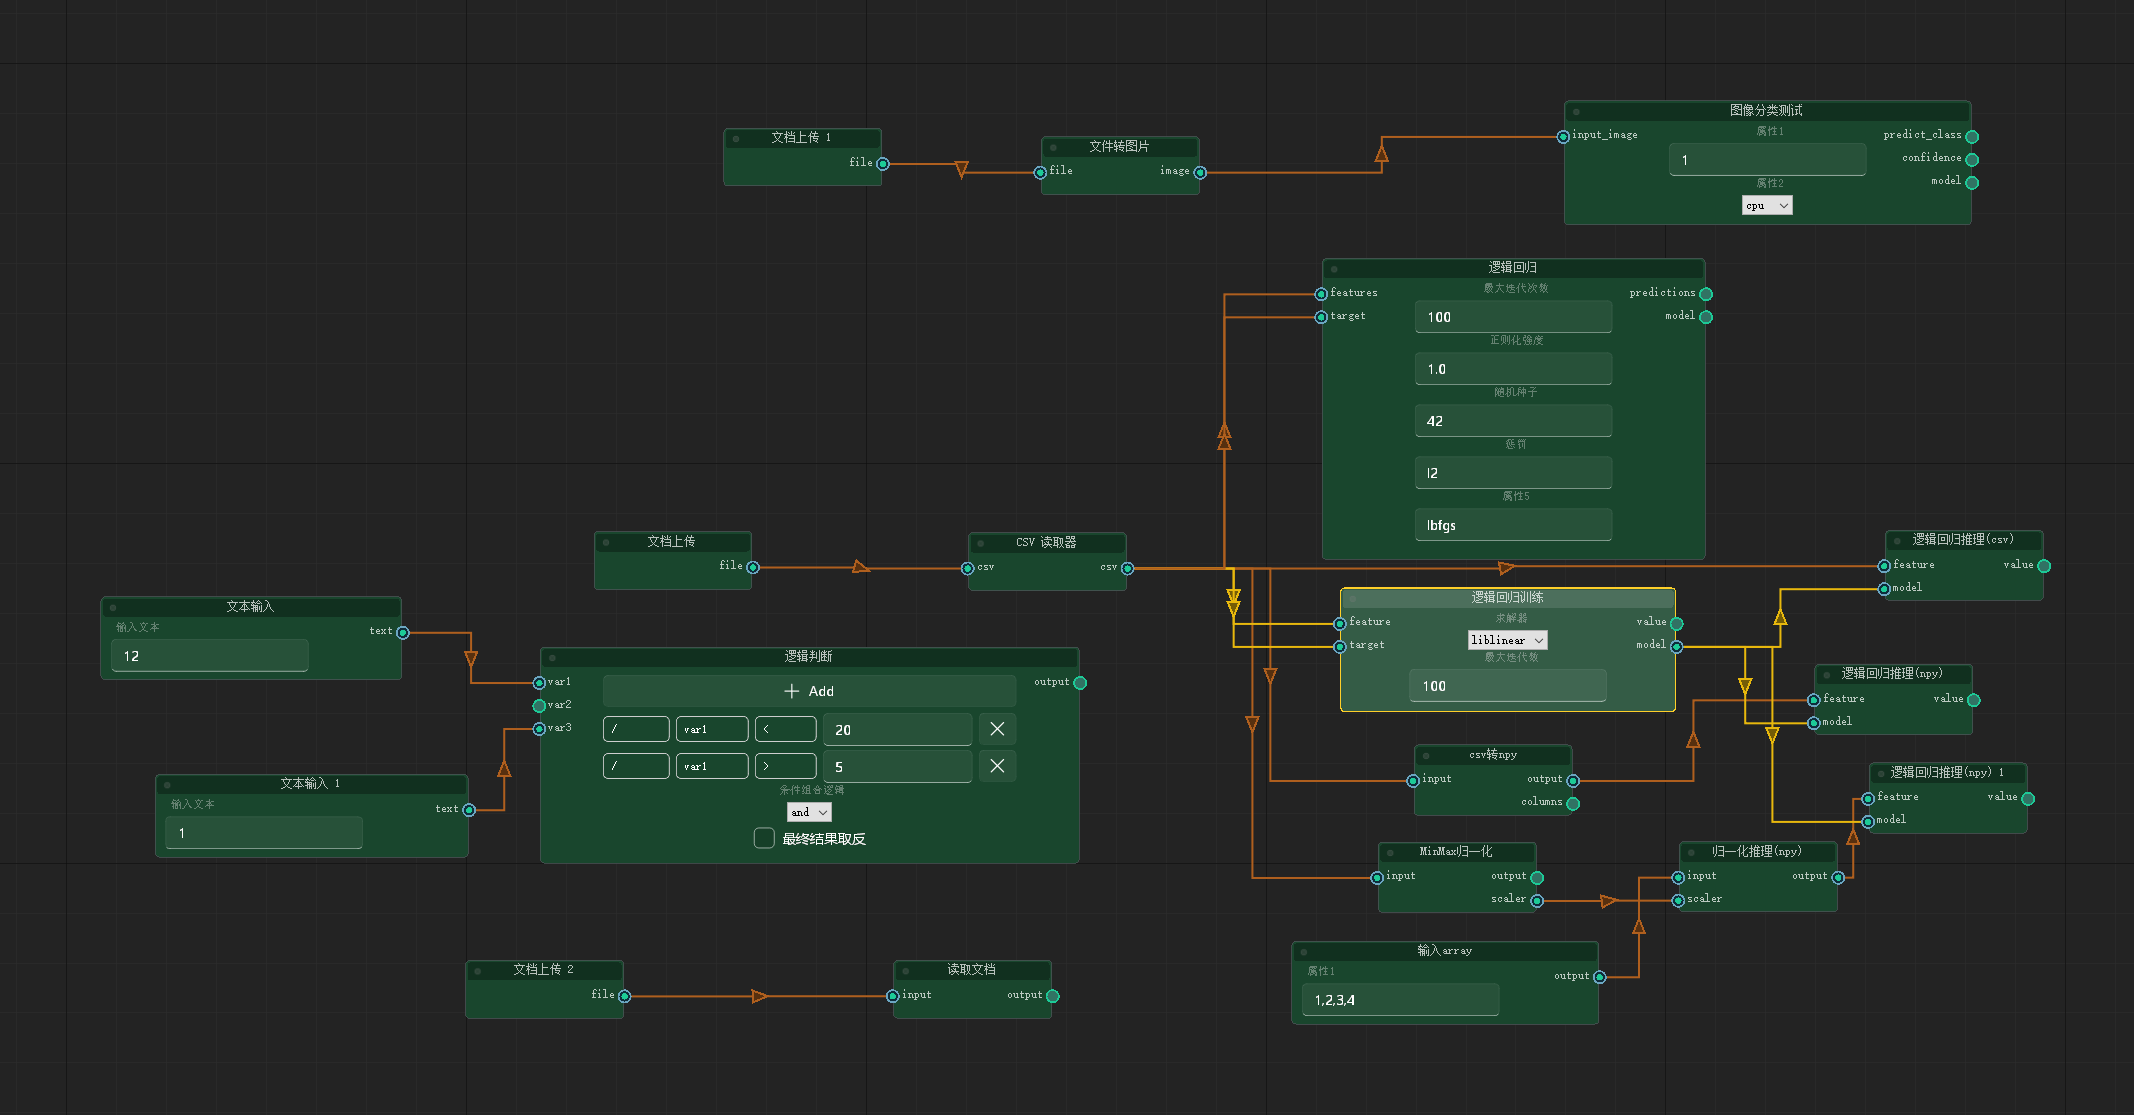 文档上传 1
file
文件转图片
file
image
图像分类测试
input_image
属性1
1
属性2
cpu
predict_class
confidence
model
逻辑回归
features
target
最大迭代次数
100
正则化强度
1.0
随机种子
42
惩罚
l2
属性5
lbfgs
predictions
model
文档上传
file
CSV 读取器
csv
csv
逻辑回归推理(csv)
feature
model
value
文本输入
输入文本
12
text
逻辑回归训练
feature
target
求解器
liblinear
最大迭代数
100
value
model
逻辑判断
var1
var2
var3
Add
/ var1 < 20
/ var1 > 5
条件组合逻辑
and
最终结果取反
output
逻辑回归推理(npy)
feature
model
value
文本输入 1
输入文本
1
text
csv转npy
input
output
columns
逻辑回归推理(npy) 1
feature
model
value
MinMax归一化
input
output
scaler
归一化推理(npy)
input
scaler
output
文档上传 2
file
读取文档
input
output
输入array
属性1
1,2,3,4
output